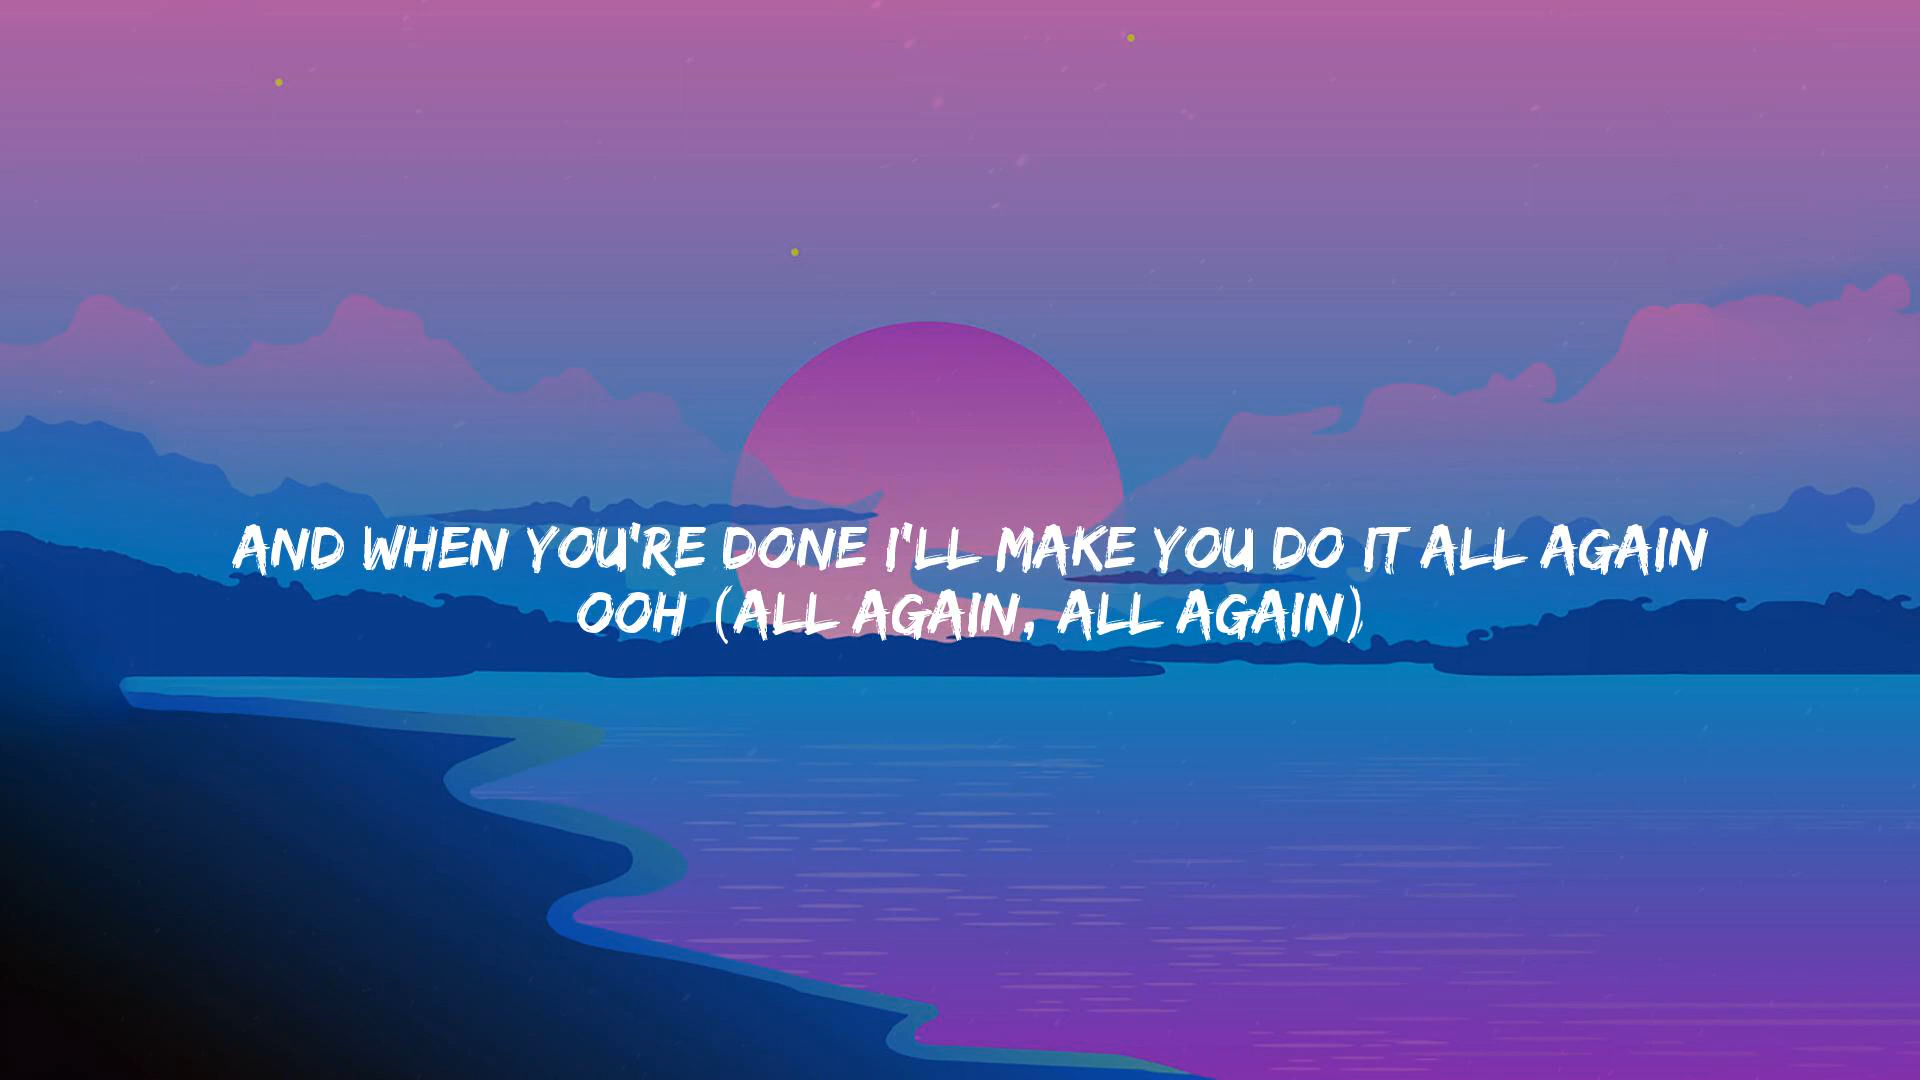 AND WHEN YOU'RE DONE I'LL MAKE YOU DO IT ALL AGAIN
OOH (ALL AGAIN, ALL AGAIN)